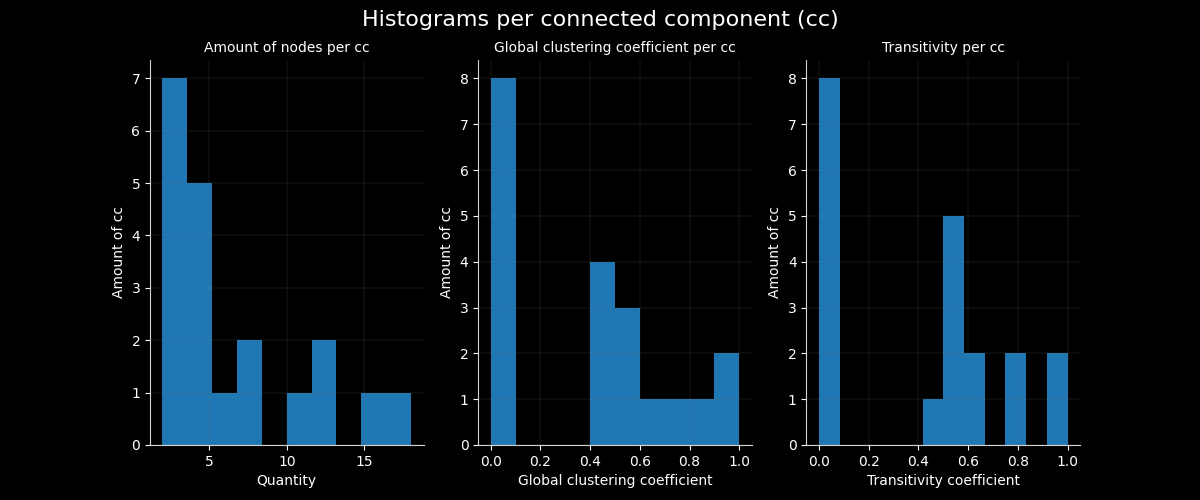 Histograms per connected component (cc)
Amount of nodes per cc
Amount of cc
7
6
5
4
3
2
1
0
5 10 15
Quantity
Global clustering coefficient per cc
Amount of cc
8
7
6
5
4
3
2
1
0
0.0 0.2 0.4 0.6 0.8 1.0
Global clustering coefficient
Transitivity per cc
Amount of cc
8
7
6
5
4
3
2
1
0
0.0 0.2 0.4 0.6 0.8 1.0
Transitivity coefficient